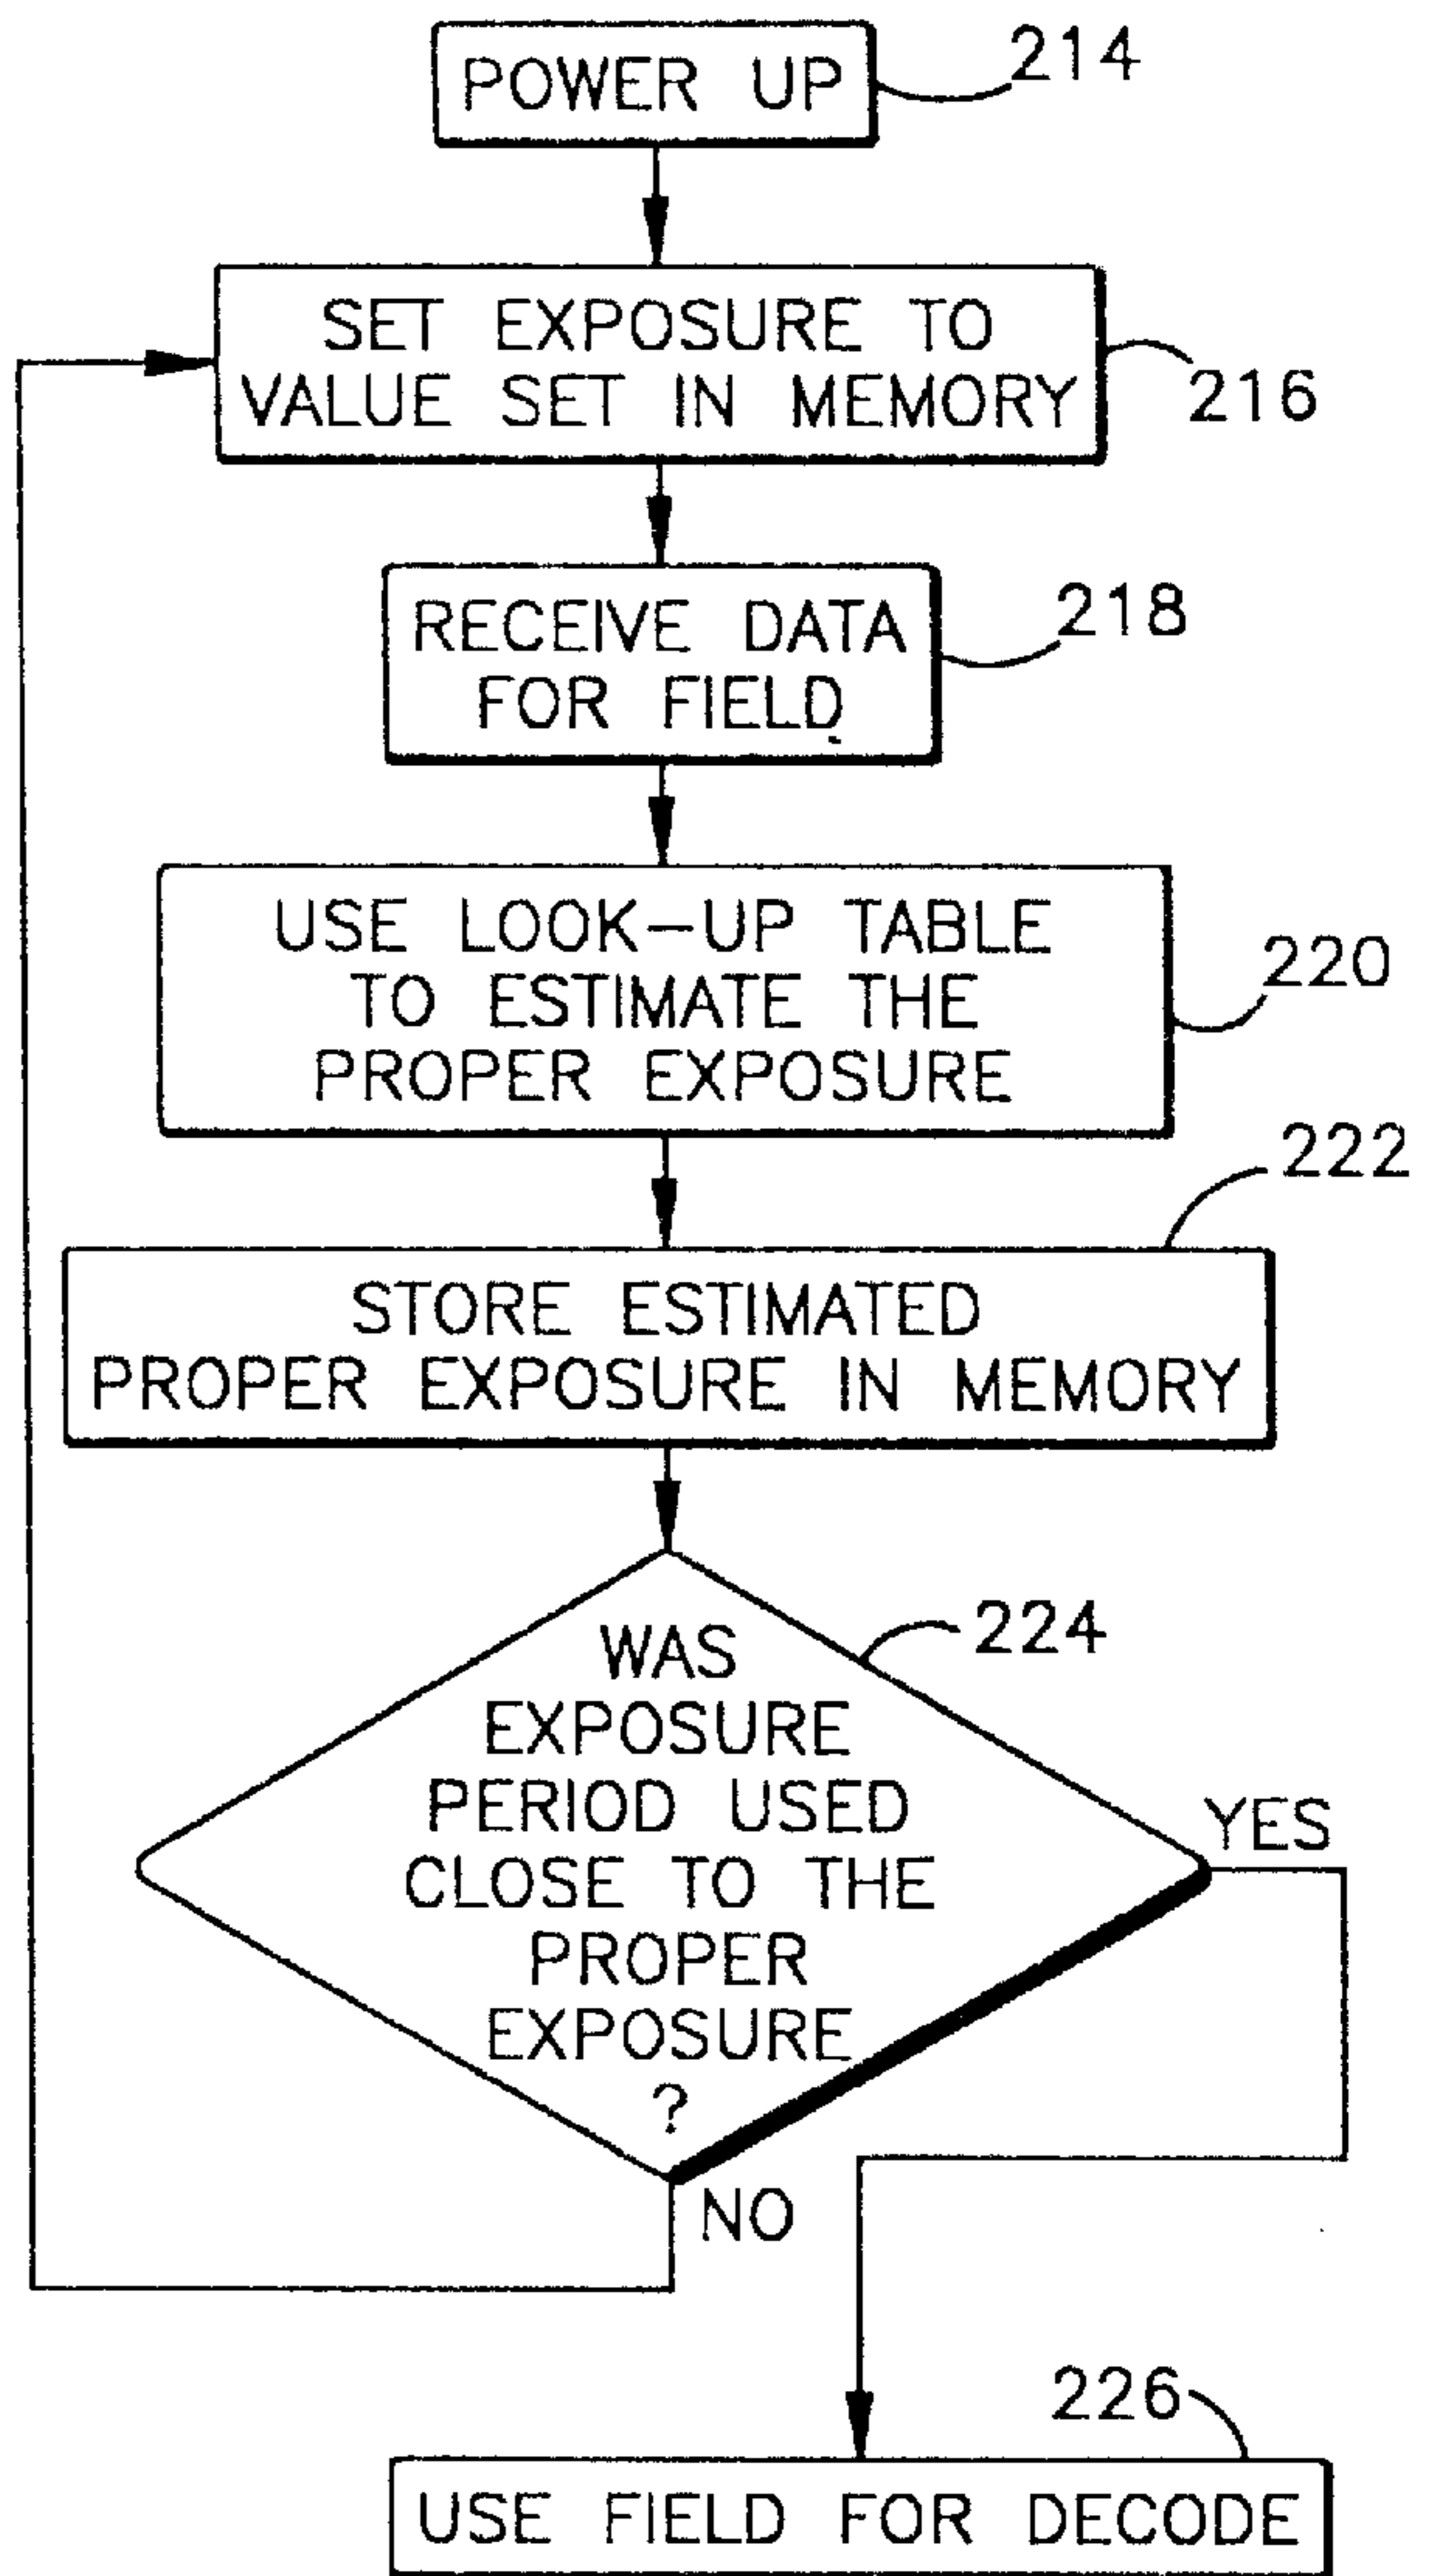 POWER UP
214
SET EXPOSURE TO
VALUE SET IN MEMORY
216
RECEIVE DATA
FOR FIELD
218
USE LOOK-UP TABLE
TO ESTIMATE THE
PROPER EXPOSURE
220
222
STORE ESTIMATED
PROPER EXPOSURE IN MEMORY
224
WAS
EXPOSURE
PERIOD USED
CLOSE TO THE
PROPER
EXPOSURE
?
YES
NO
226
USE FIELD FOR DECODE